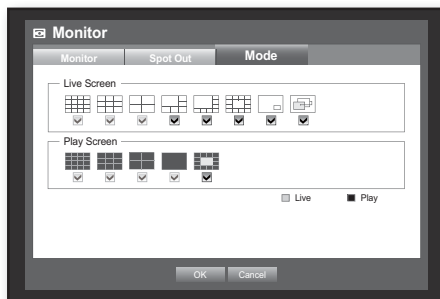 Monitor
Monitor Spot Out Mode
Live Screen
Play Screen
Live Play
OK Cancel